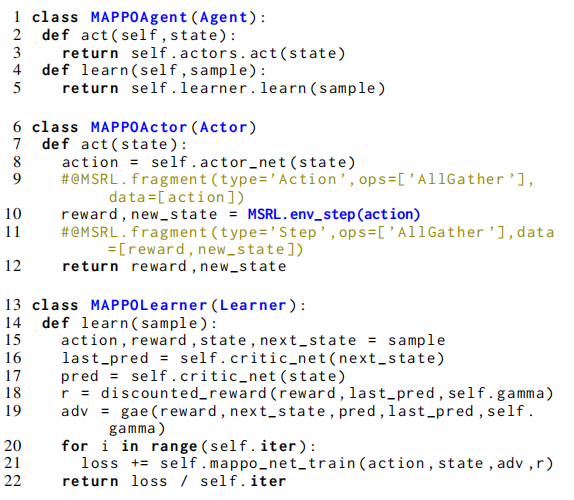 1 class MAPPOAgent(Agent):
2 def act(self,state):
3 return self.actors.act(state)
4 def learn(self,sample):
5 return self.learner.learn(sample)
6 class MAPPOActor(Actor)
7 def act(state):
8 action = self.actor_net(state)
9 #@MSRL.fragment(type='Action',ops=['AllGather'],
data=[action])
10 reward,new_state = MSRL.env_step(action)
11 #@MSRL.fragment(type='Step',ops=['AllGather'],data
=[reward,new_state])
12 return reward,new_state
13 class MAPPOLearner(Learner):
14 def learn(sample):
15 action,reward,state,next_state = sample
16 last_pred = self.critic_net(next_state)
17 pred = self.critic_net(state)
18 r = discounted_reward(reward,last_pred,self.gamma)
19 adv = gae(reward,next_state,pred,last_pred,self.
gamma)
20 for i in range(self.iter):
21 loss += self.mappo_net_train(action,state,adv,r)
22 return loss / self.iter